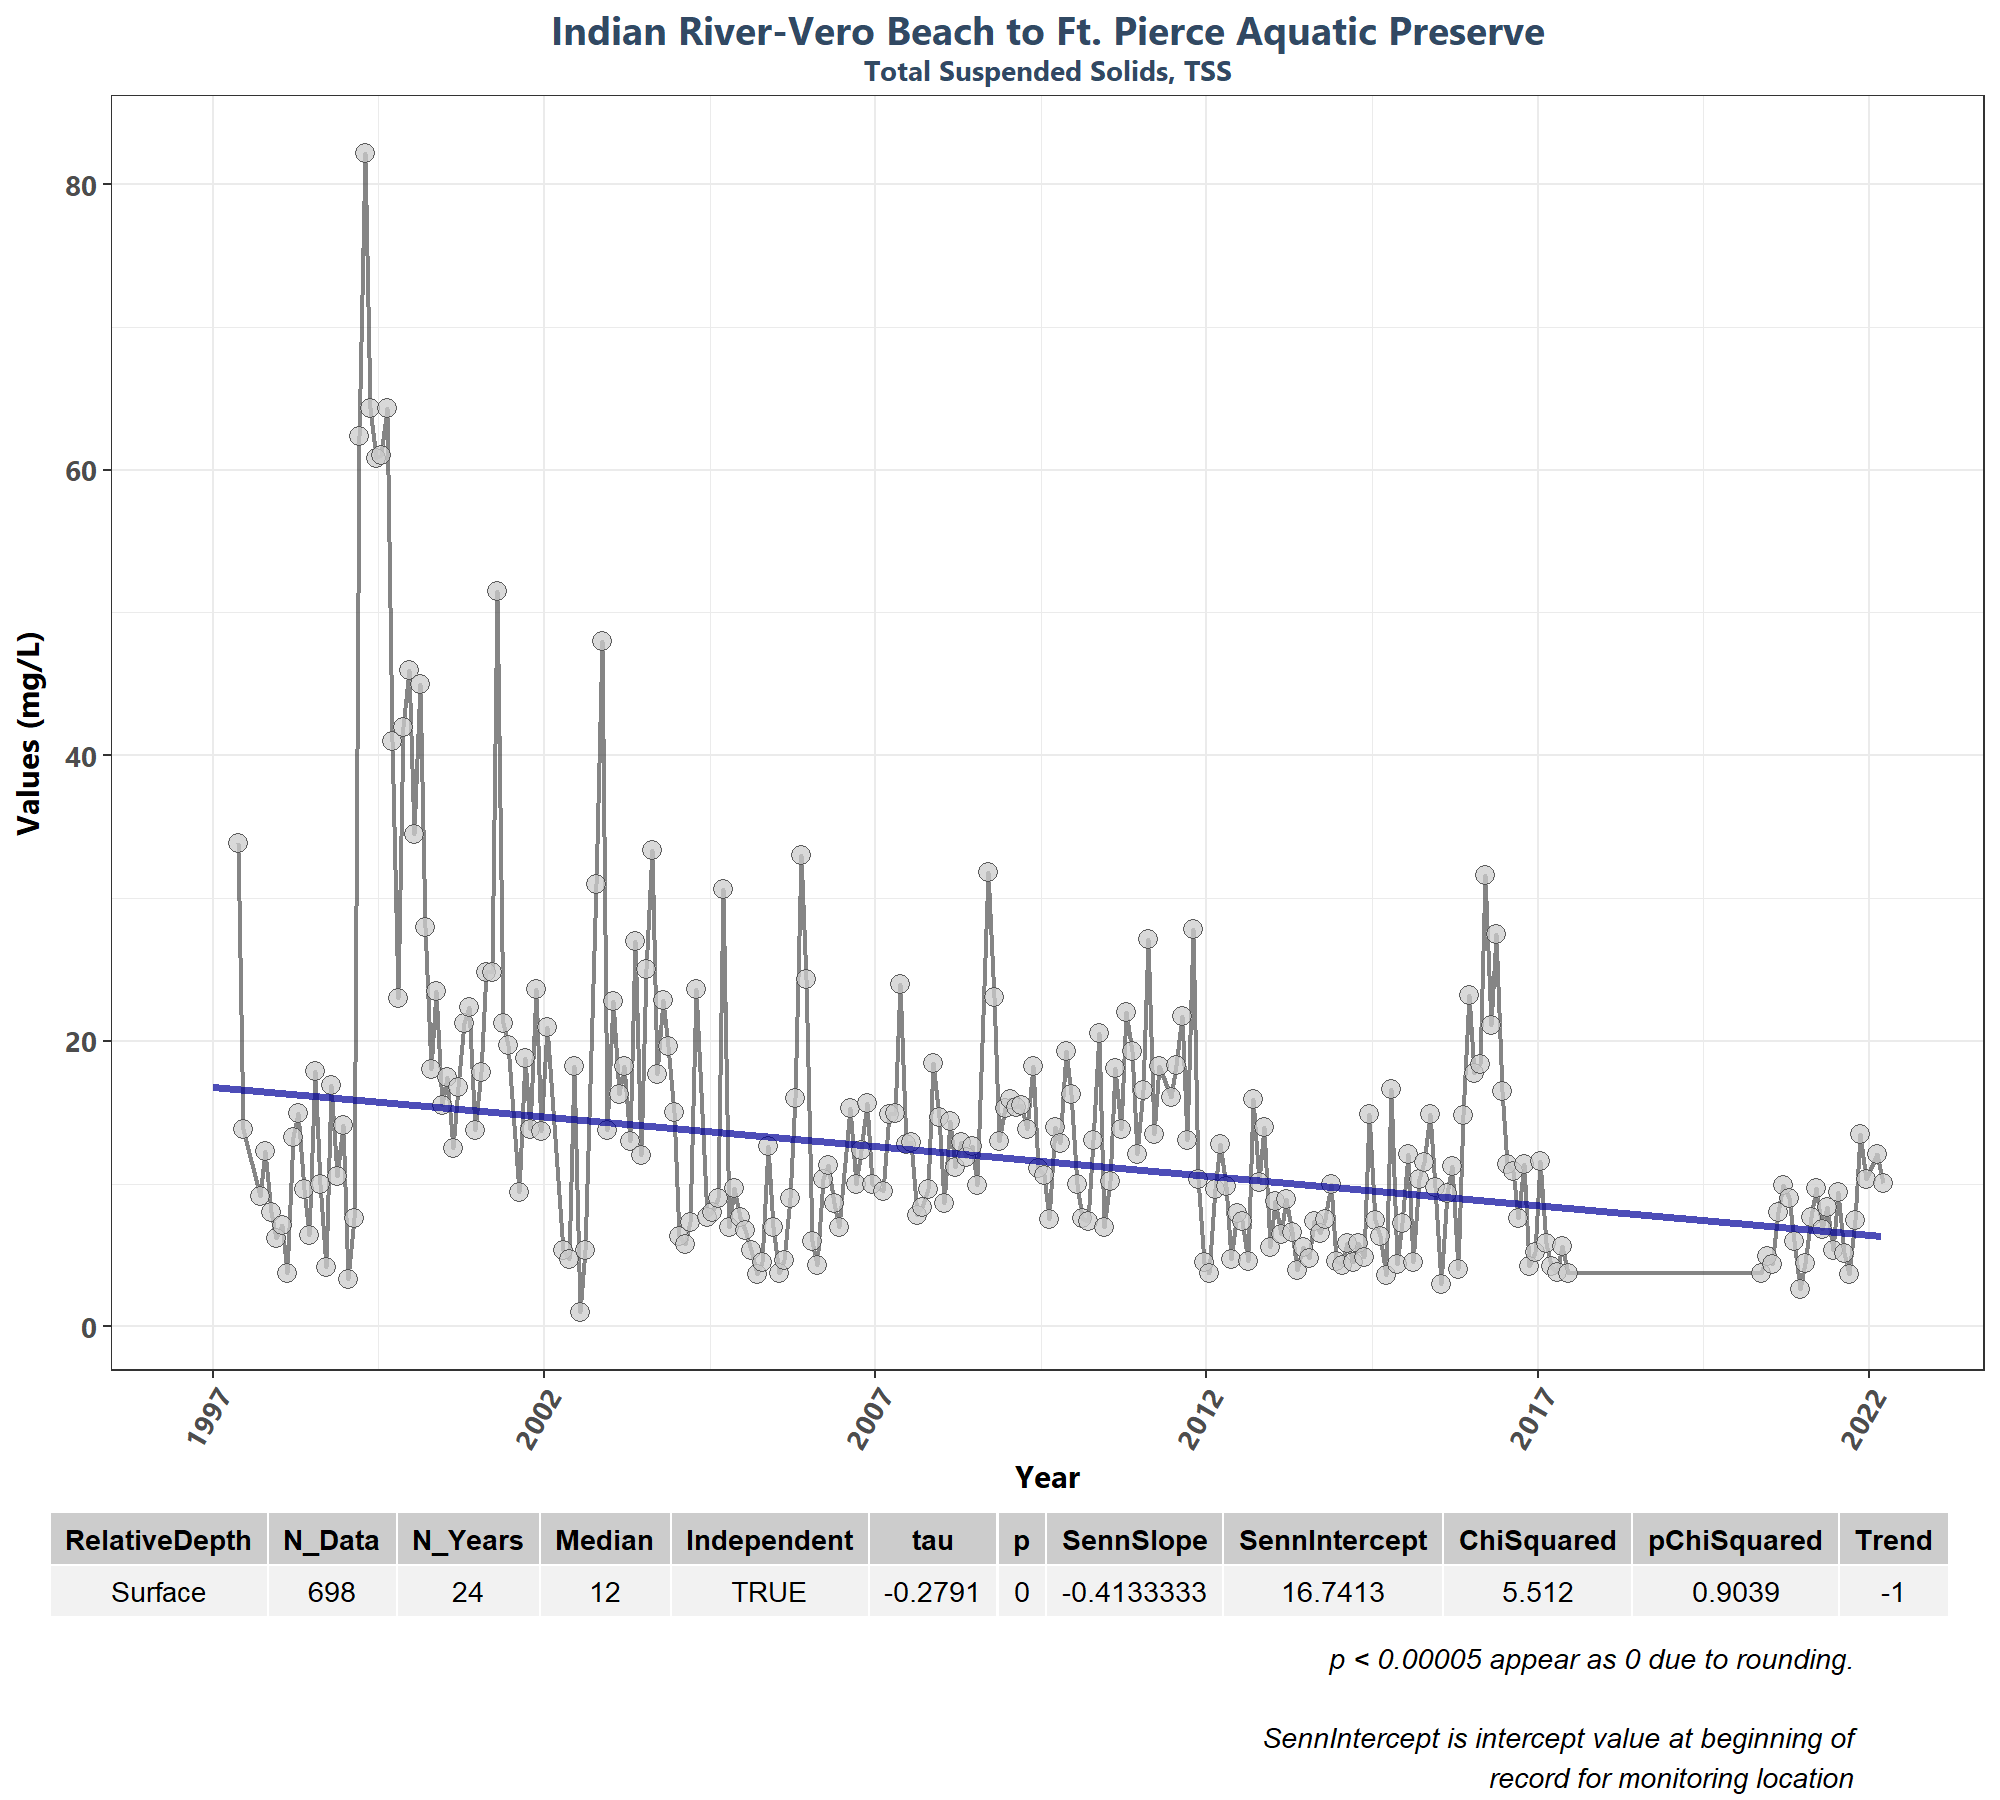 Indian River-Vero Beach to Ft. Pierce Aquatic Preserve
Total Suspended Solids, TSS
Values (mg/L)
80
60
40
20
0
1997 2002 2007 2012 2017 2022
Year
RelativeDepth N_Data N_Years Median Independent tau p SennSlope SennIntercept ChiSquared pChiSquared Trend
Surface 698 24 12 TRUE -0.2791 0 -0.4133333 16.7413 5.512 0.9039 -1
p < 0.00005 appear as 0 due to rounding.
SennIntercept is intercept value at beginning of
record for monitoring location